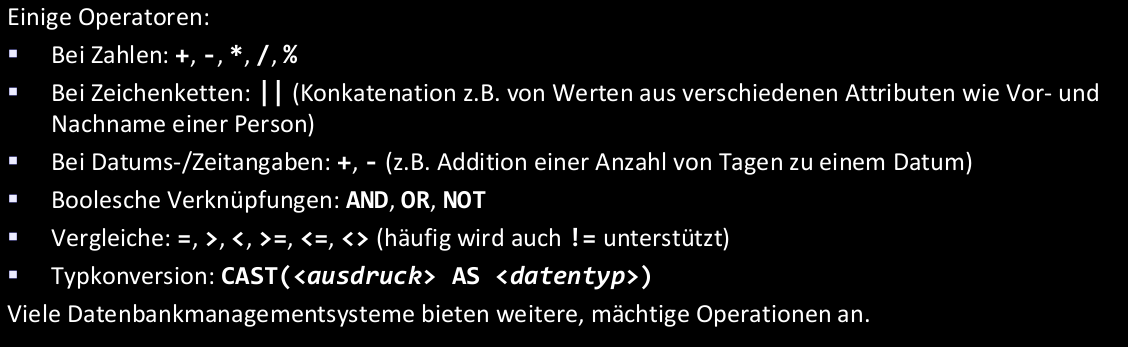 Einige Operatoren:
▪ Bei Zahlen: +, -, *, /, %
▪ Bei Zeichenketten: || (Konkatenation z.B. von Werten aus verschiedenen Attributen wie Vor- und
Nachname einer Person)
▪ Bei Datums-/Zeitangaben: +, - (z.B. Addition einer Anzahl von Tagen zu einem Datum)
▪ Boolesche Verknüpfungen: AND, OR, NOT
▪ Vergleiche: =, >, <, >=, <=, <> (häufig wird auch != unterstützt)
▪ Typkonversion: CAST(<ausdruck> AS <datentyp>)
Viele Datenbankmanagementsysteme bieten weitere, mächtige Operationen an.